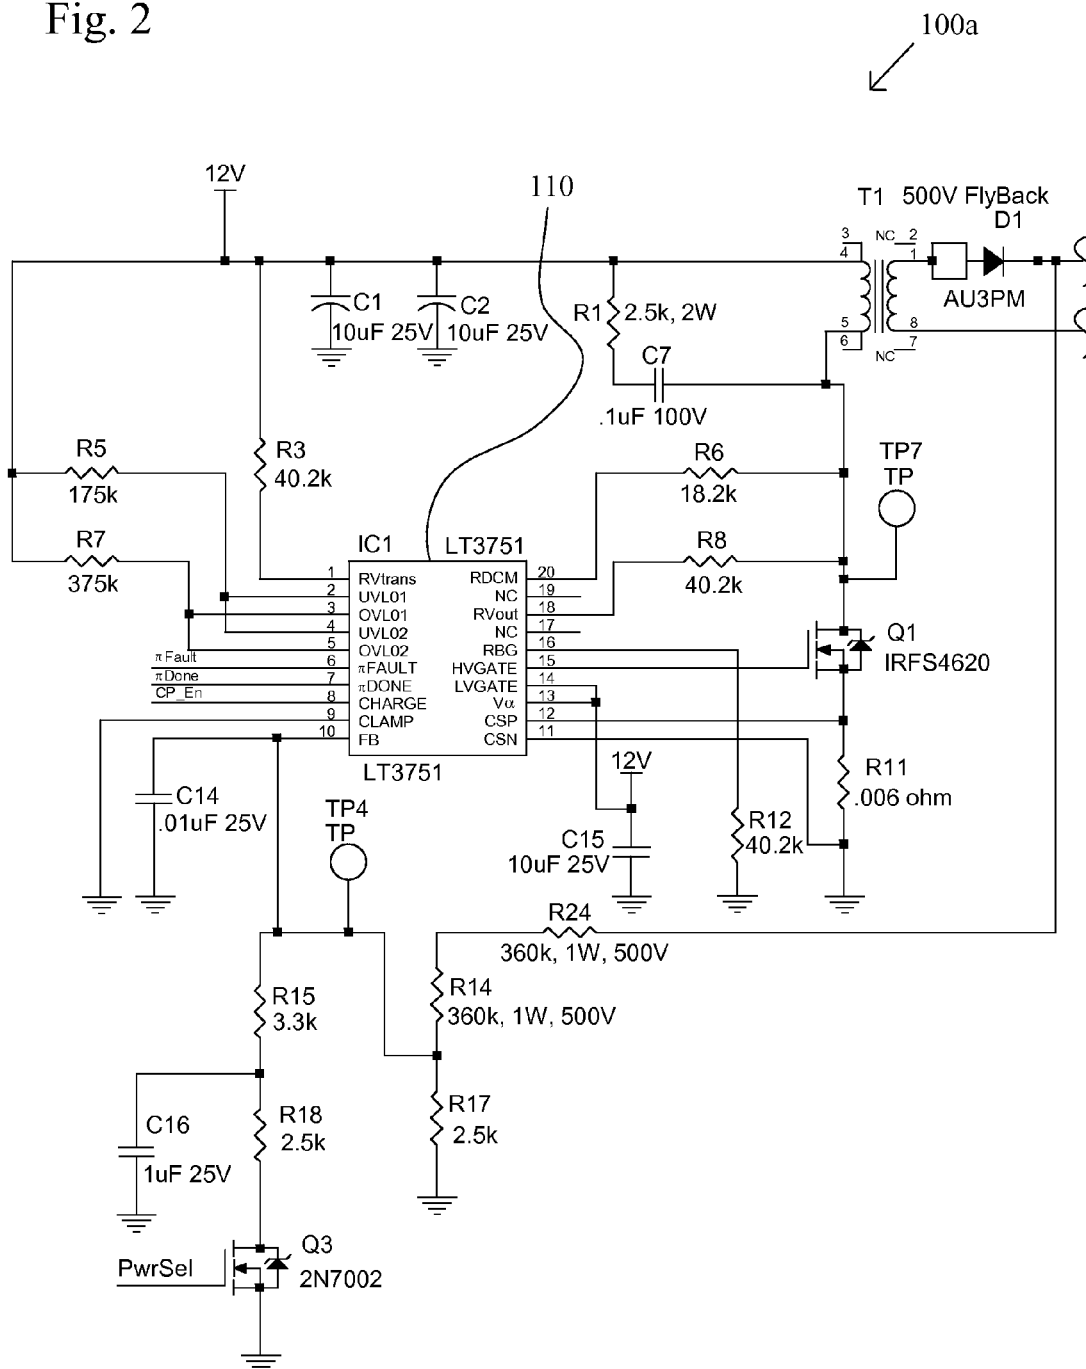 Fig. 2
100a
12V
110
T1 500V FlyBack
D1
3
4
NC 2
1
AU3PM
5
6
8
NC 7
C1
10uF 25V
C2
10uF 25V
R1 2.5k, 2W
C7
.1uF 100V
R5
175k
R3
40.2k
R6
18.2k
TP7
TP
R7
375k
R8
40.2k
IC1 LT3751
1 RVtrans RDCM 20
2 UVL01 NC 19
3 OVL01 RVout 18
4 UVL02 NC 17
5 OVL02 RBG 16
πFault 6 πFAULT HVGATE 15
πDone 7 πDONE LVGATE 14
CP_En 8 CHARGE Vα 13
9 CLAMP CSP 12
10 FB CSN 11
LT3751
Q1
IRFS4620
C14
.01uF 25V
TP4
TP
12V
C15
10uF 25V
R12
40.2k
R11
.006 ohm
R24
360k, 1W, 500V
R15
3.3k
R14
360k, 1W, 500V
C16
1uF 25V
R18
2.5k
R17
2.5k
PwrSel
Q3
2N7002